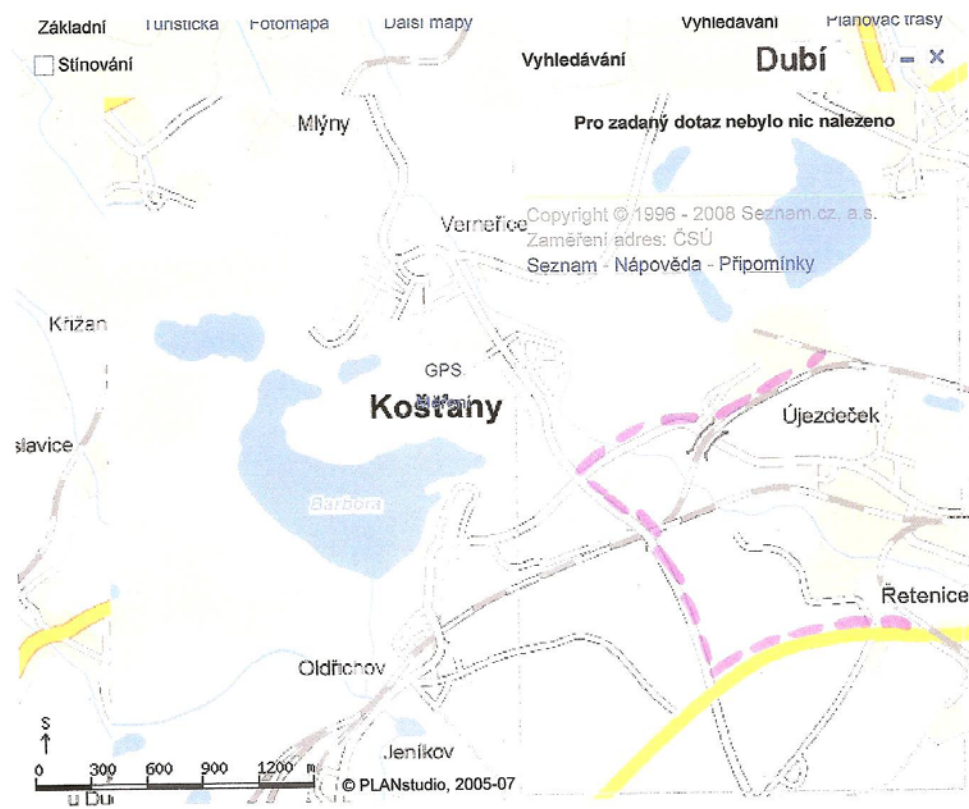 Základní
Turistická
Fotomapa
Další mapy
Vyhledávání
Plánovač trasy
Stínování
Vyhledávání
Dubí
Mlýny
Pro zadaný dotaz nebylo nic nalezeno
Verneřice
Copyright © 1996 - 2008 Seznam.cz, a.s.
Zaměření adres: ČSÚ
Seznam - Nápověda - Připomínky
Křižan
GPS
Košťany
Újezdeček
slavice
Barbora
Řetenice
Oldřichov
S
Jeníkov
0 300 600 900 1200 m
© PLANstudio, 2005-07